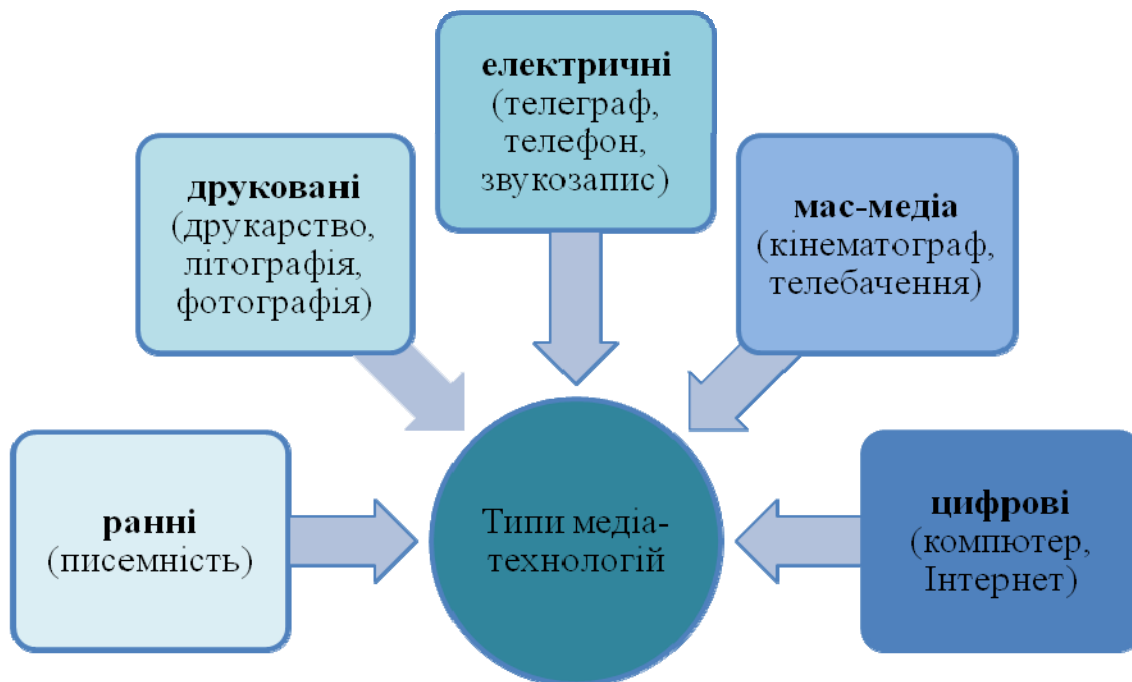 електричні
(телеграф,
телефон,
звукозапис)
друковані
(друкарство,
літографія,
фотографія)
мас-медіа
(кінематограф,
телебачення)
ранні
(писемність)
Типи медіа-
технологій
цифрові
(компютер,
Інтернет)